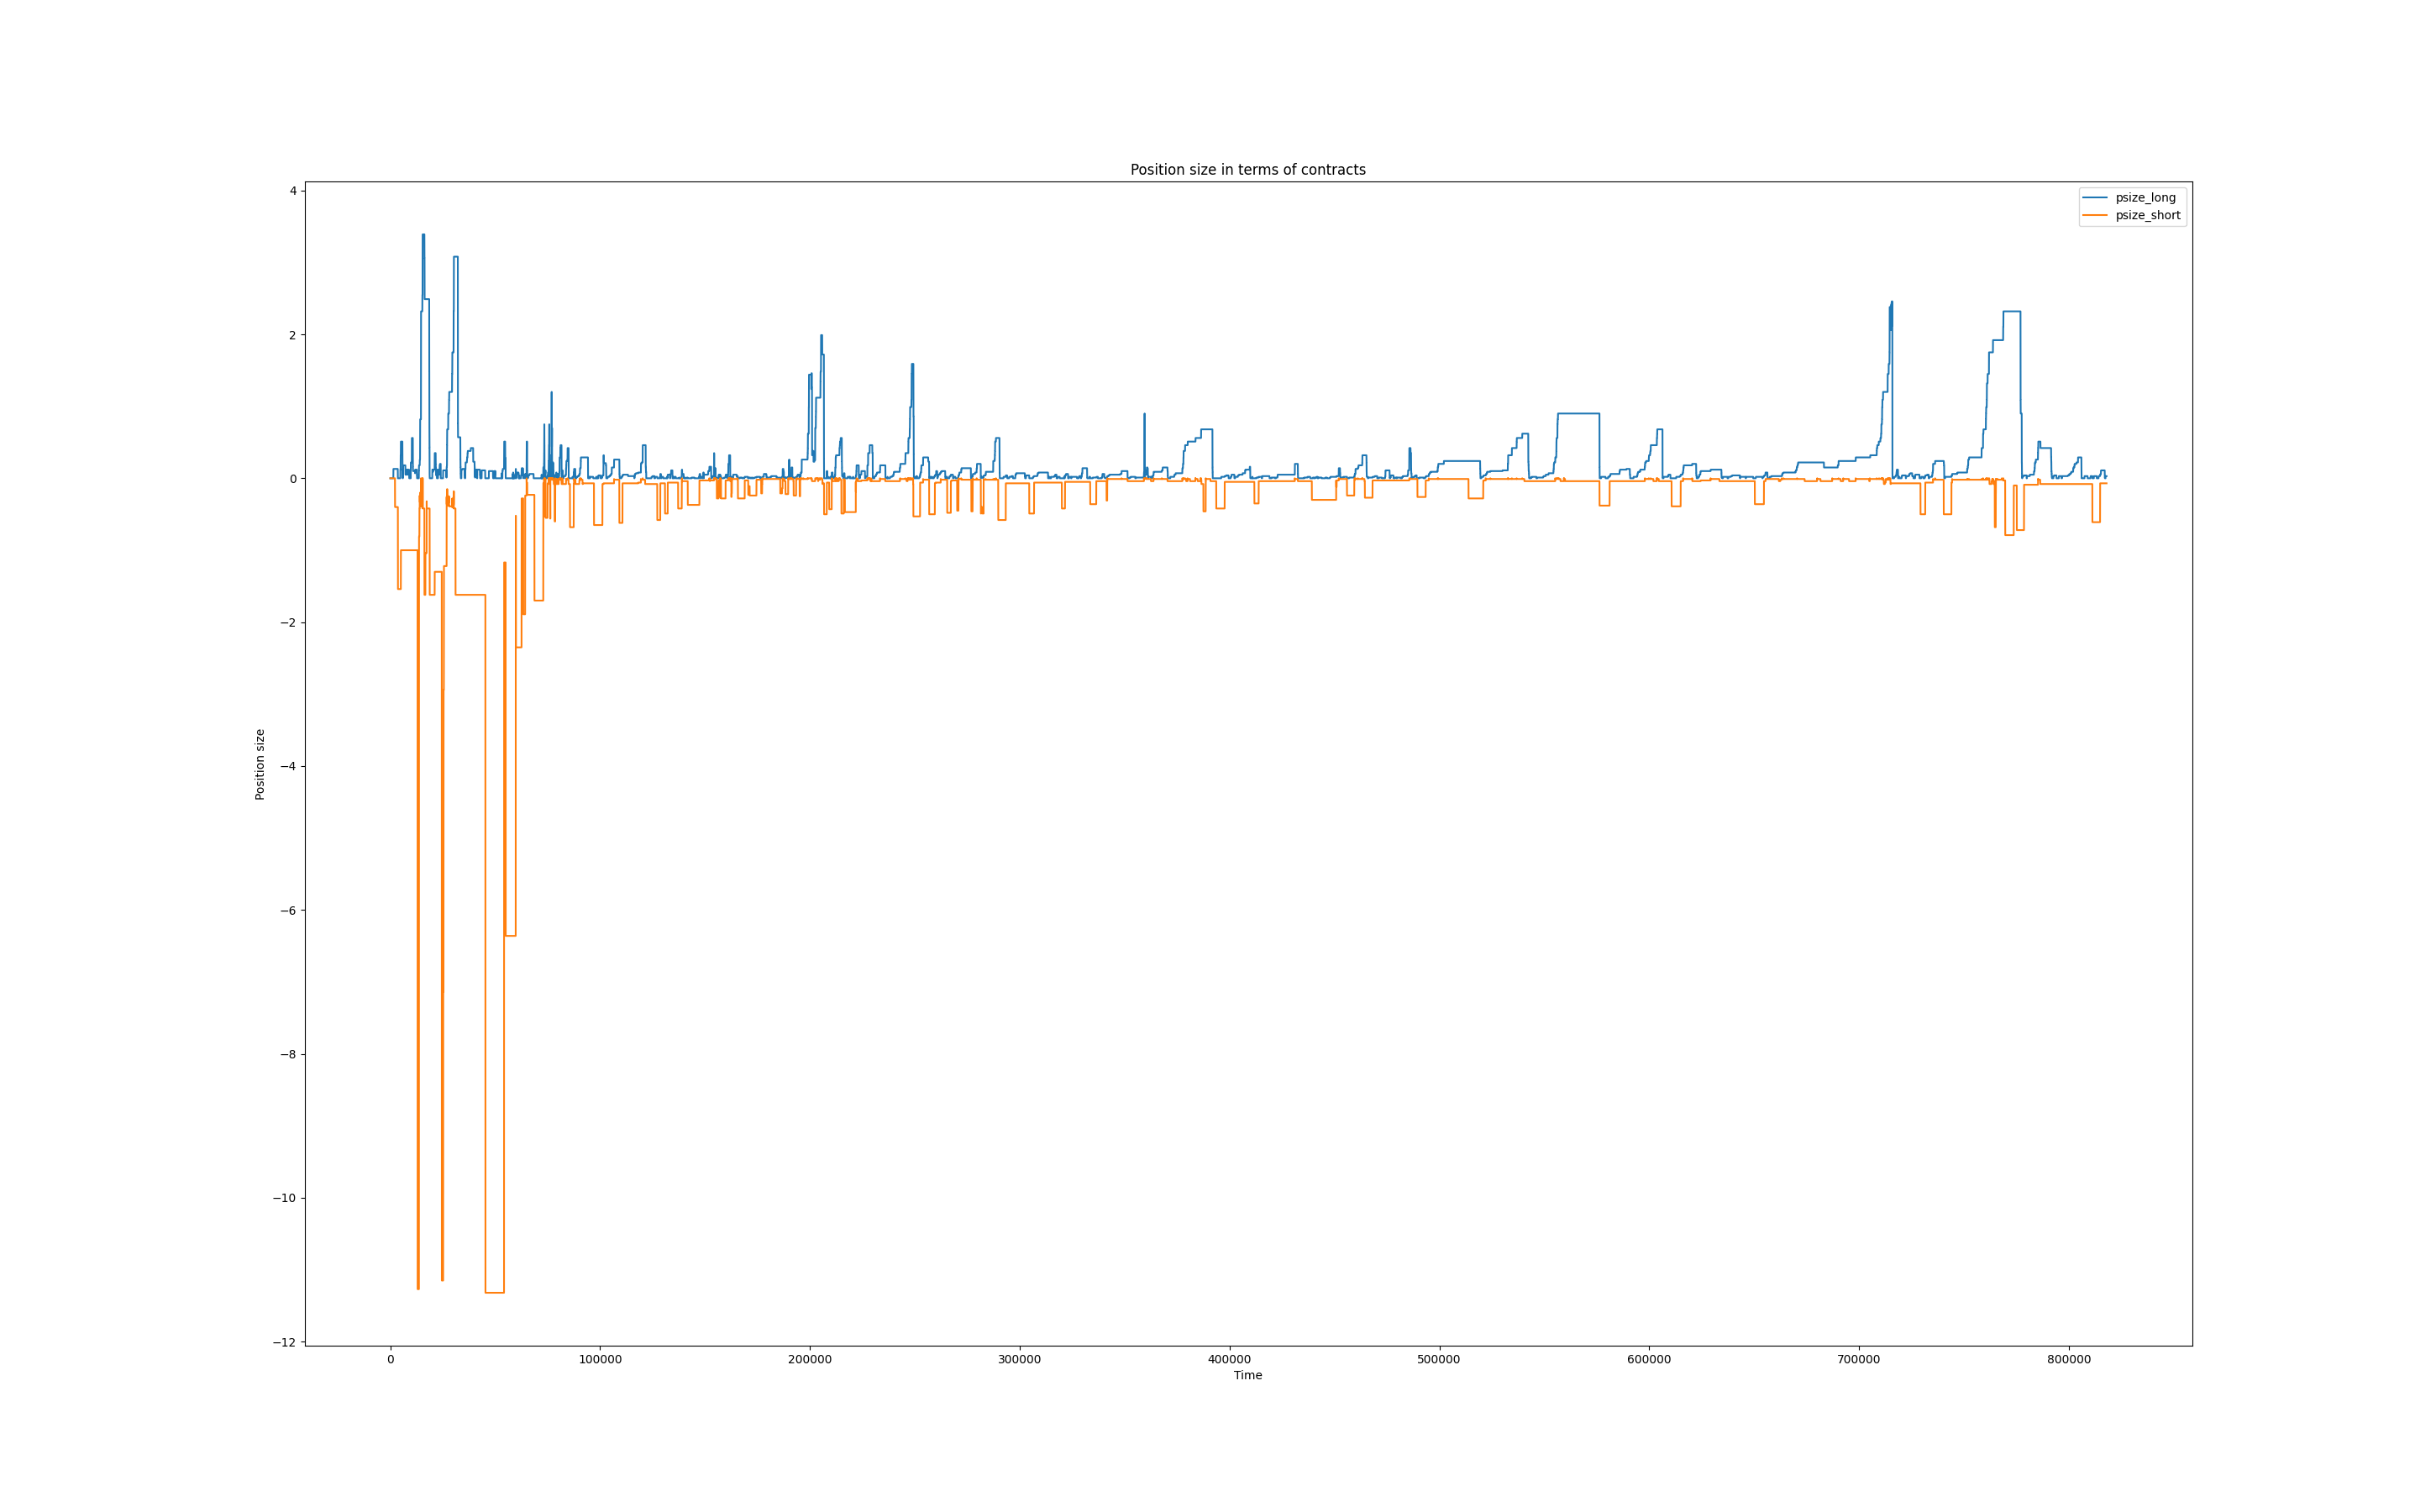 Position size in terms of contracts
psize_long
psize_short
4
2
0
−2
−4
−6
−8
−10
−12
Position size
0 100000 200000 300000 400000 500000 600000 700000 800000
Time